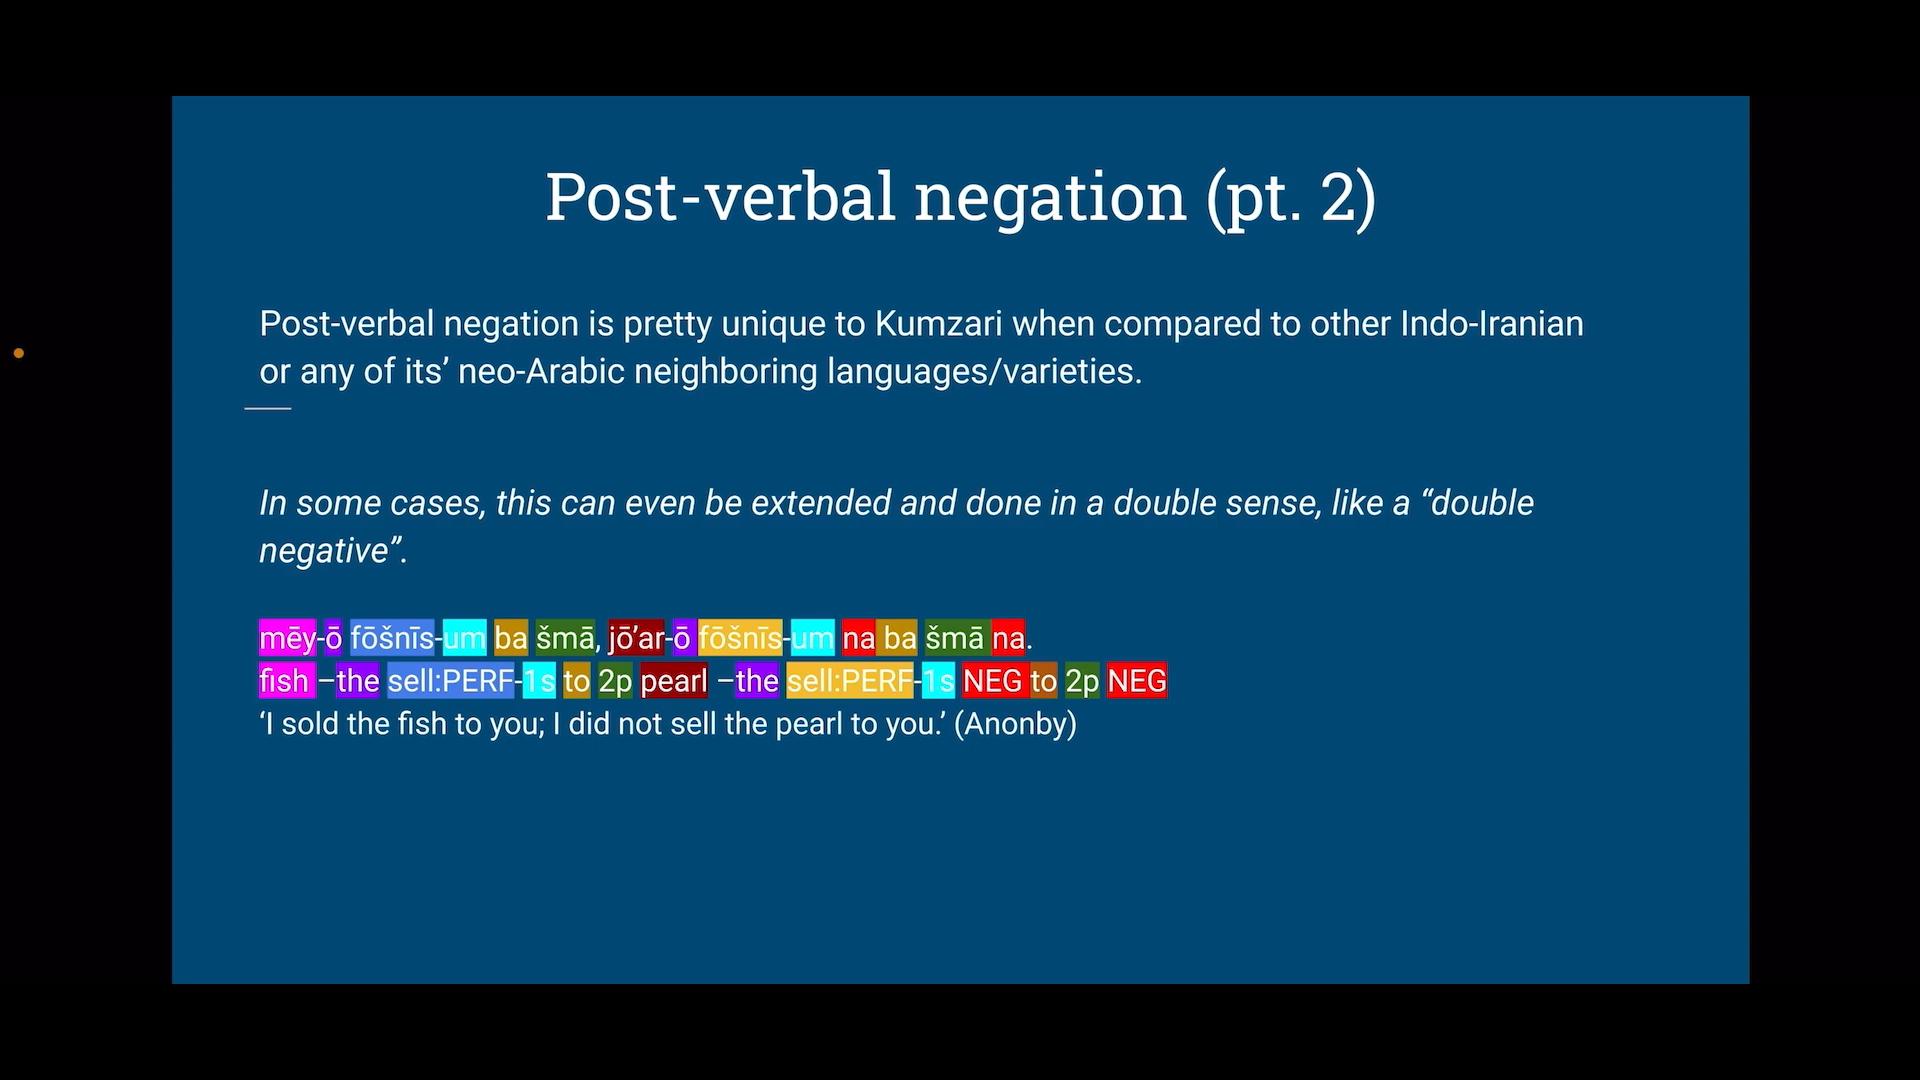 Post-verbal negation (pt. 2)
Post-verbal negation is pretty unique to Kumzari when compared to other Indo-Iranian
or any of its’ neo-Arabic neighboring languages/varieties.
In some cases, this can even be extended and done in a double sense, like a “double
negative”.
mēy-ō fōšnīs-um ba šmā, jō’ar-ō fōšnīs-um na ba šmā na.
fish –the sell:PERF-1s to 2p pearl –the sell:PERF-1s NEG to 2p NEG
‘I sold the fish to you; I did not sell the pearl to you.’ (Anonby)